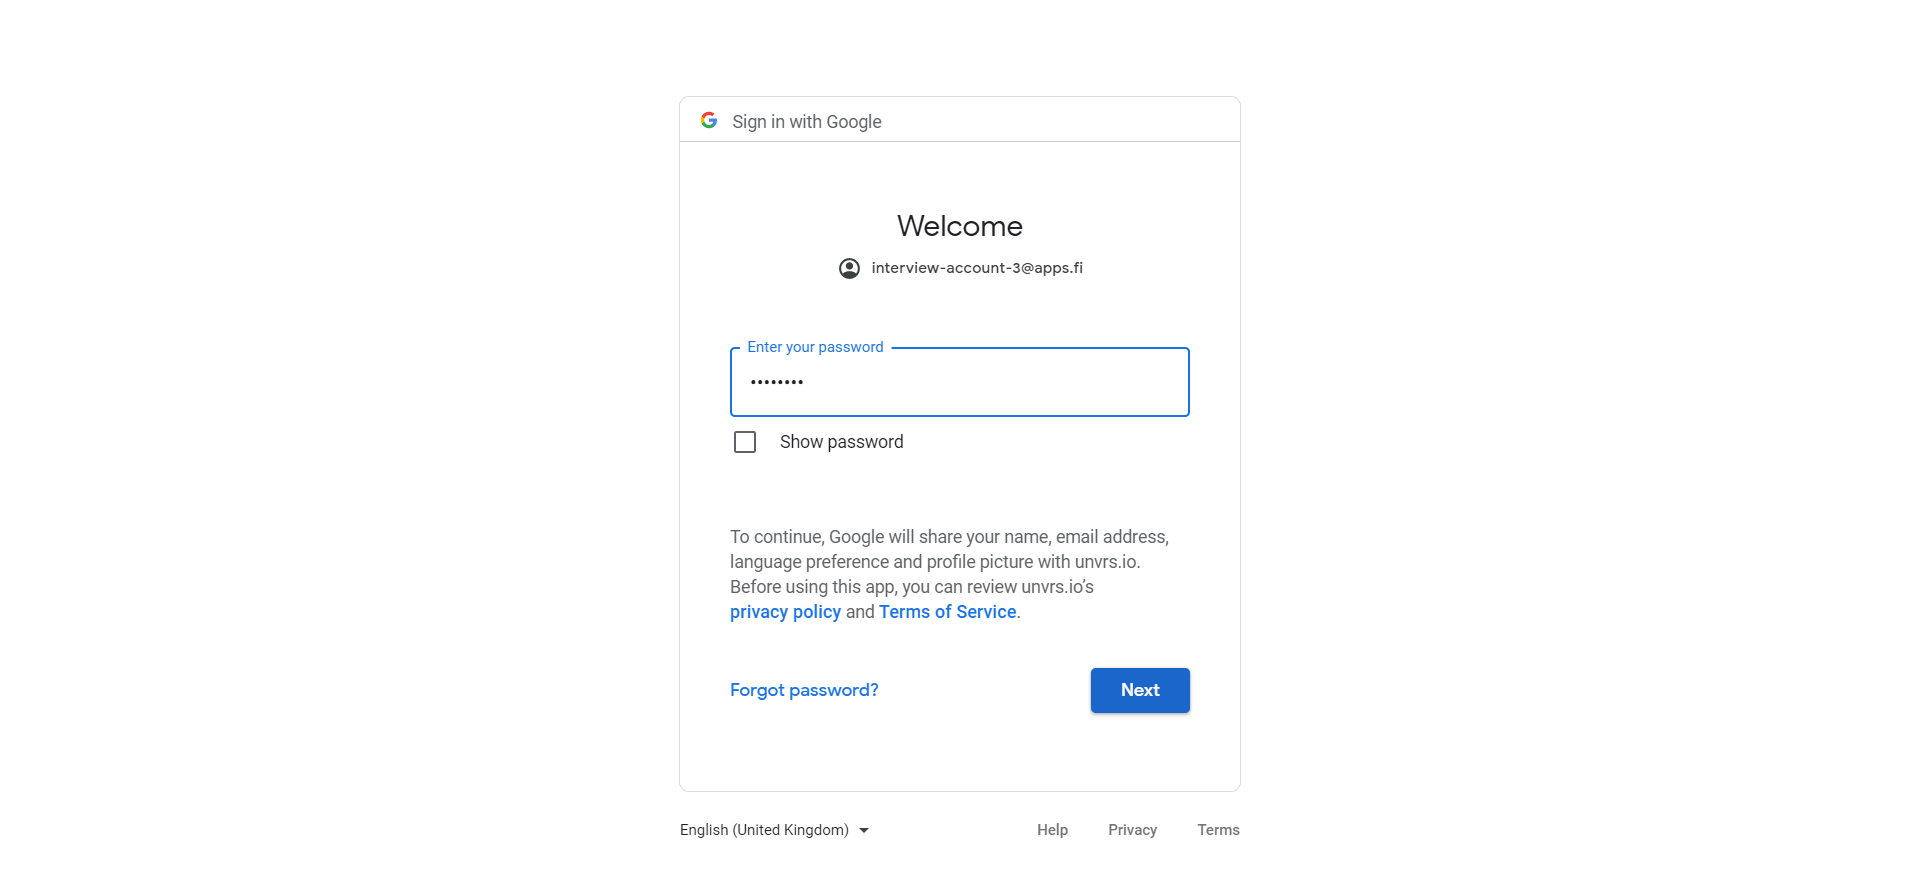 Sign in with Google
Welcome
interview-account-3@apps.fi
Enter your password
••••••••
Show password
To continue, Google will share your name, email address,
language preference and profile picture with unvrs.io.
Before using this app, you can review unvrs.io’s
privacy policy and Terms of Service.
Forgot password?
Next
English (United Kingdom)
Help Privacy Terms